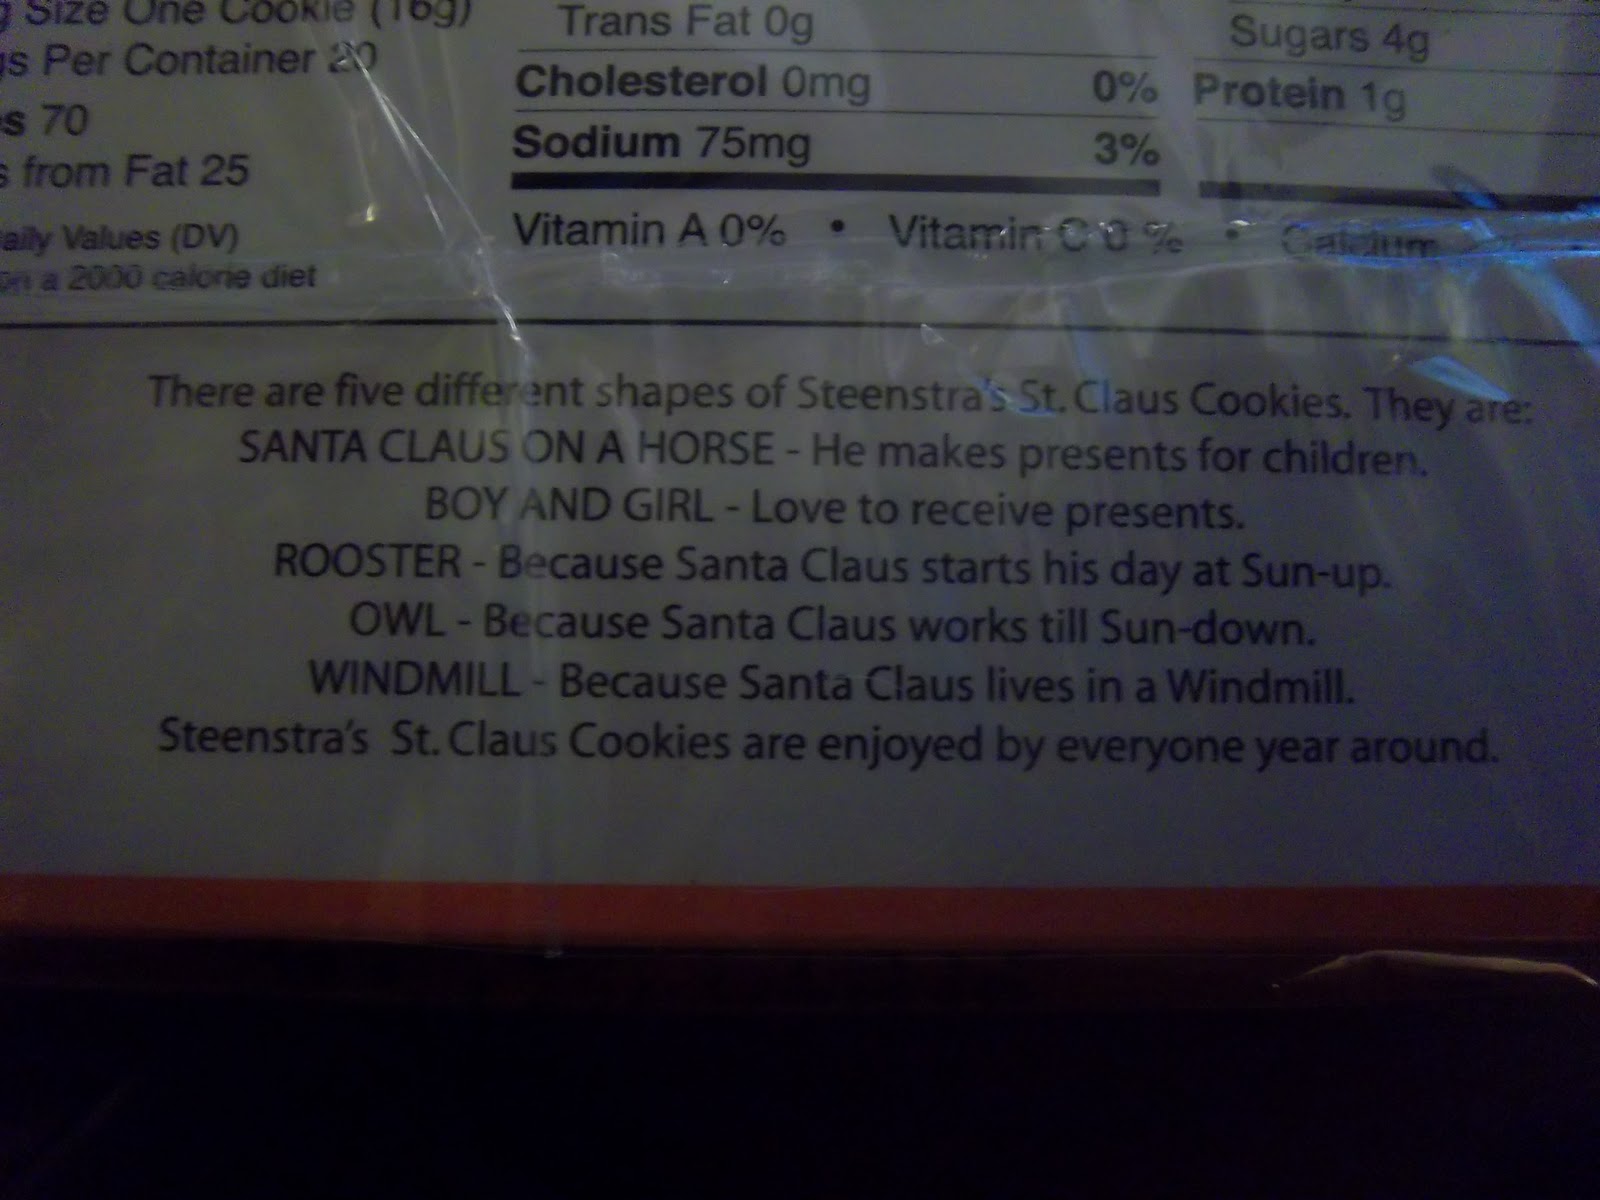 Size One Cookie (16g)
Per Container 20
70
from Fat 25
Values (DV)
a 2000 calorie diet
Trans Fat 0g
Cholesterol 0mg 0%
Sodium 75mg 3%
Sugars 4g
Protein 1g
Vitamin A 0% • Vitamin C 0 % • Calcium
There are five different shapes of Steenstra's St. Claus Cookies. They are:
SANTA CLAUS ON A HORSE - He makes presents for children.
BOY AND GIRL - Love to receive presents.
ROOSTER - Because Santa Claus starts his day at Sun-up.
OWL - Because Santa Claus works till Sun-down.
WINDMILL - Because Santa Claus lives in a Windmill.
Steenstra's St. Claus Cookies are enjoyed by everyone year around.